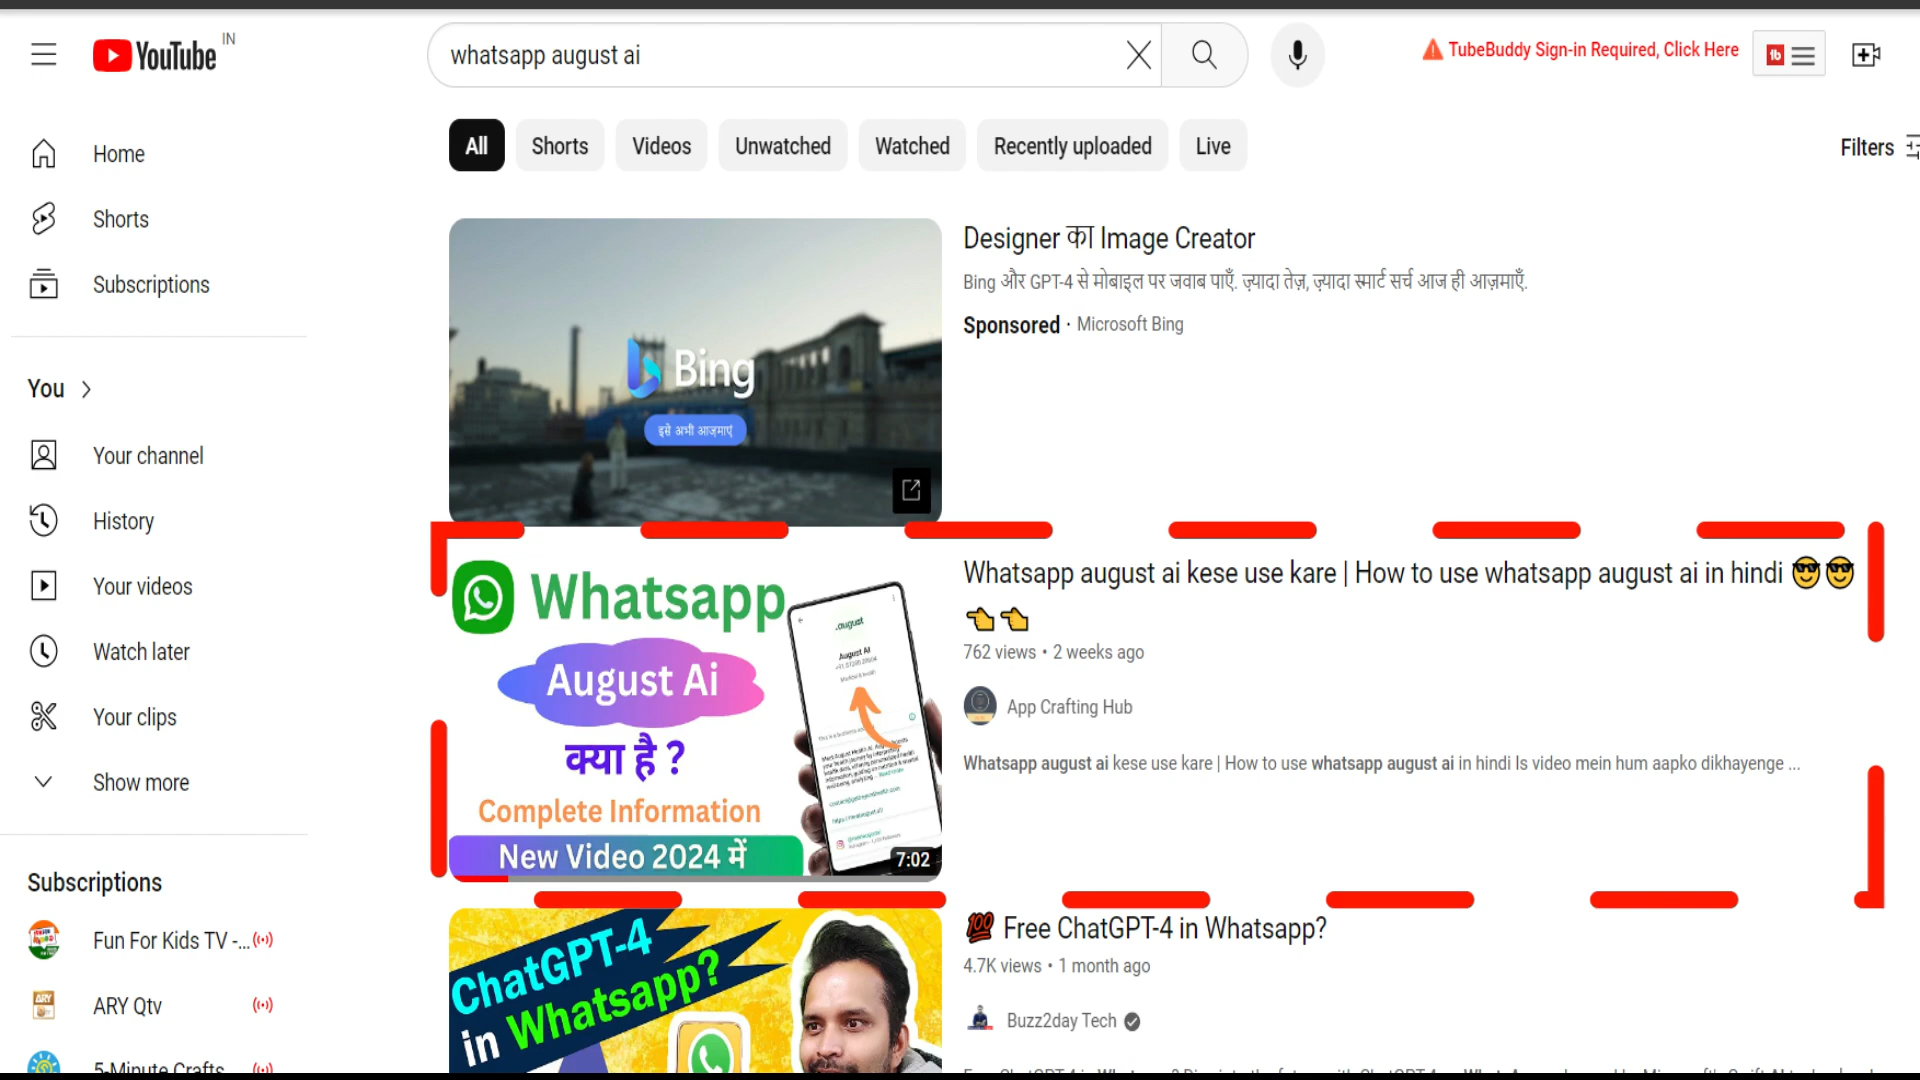 YouTube IN
whatsapp august ai
TubeBuddy Sign-in Required, Click Here
tb
All
Shorts
Videos
Unwatched
Watched
Recently uploaded
Live
Filters
Home
Shorts
Subscriptions
You
Your channel
History
Your videos
Watch later
Your clips
Show more
Subscriptions
Fun For Kids TV -...
ARY Qtv
5-Minute Crafts
Bing
इसे अभी आज़माएं
Designer का Image Creator
Bing और GPT-4 से मोबाइल पर जवाब पाएँ. ज़्यादा तेज़, ज़्यादा स्मार्ट सर्च आज ही आज़माएँ.
Sponsored · Microsoft Bing
Whatsapp
August Ai
क्या है ?
Complete Information
New Video 2024 में
.august
August AI
7:02
Whatsapp august ai kese use kare | How to use whatsapp august ai in hindi 😎😎
👈👈
762 views • 2 weeks ago
App Crafting Hub
Whatsapp august ai kese use kare | How to use whatsapp august ai in hindi Is video mein hum aapko dikhayenge ...
ChatGPT-4
in Whatsapp?
💯 Free ChatGPT-4 in Whatsapp?
4.7K views • 1 month ago
Buzz2day Tech